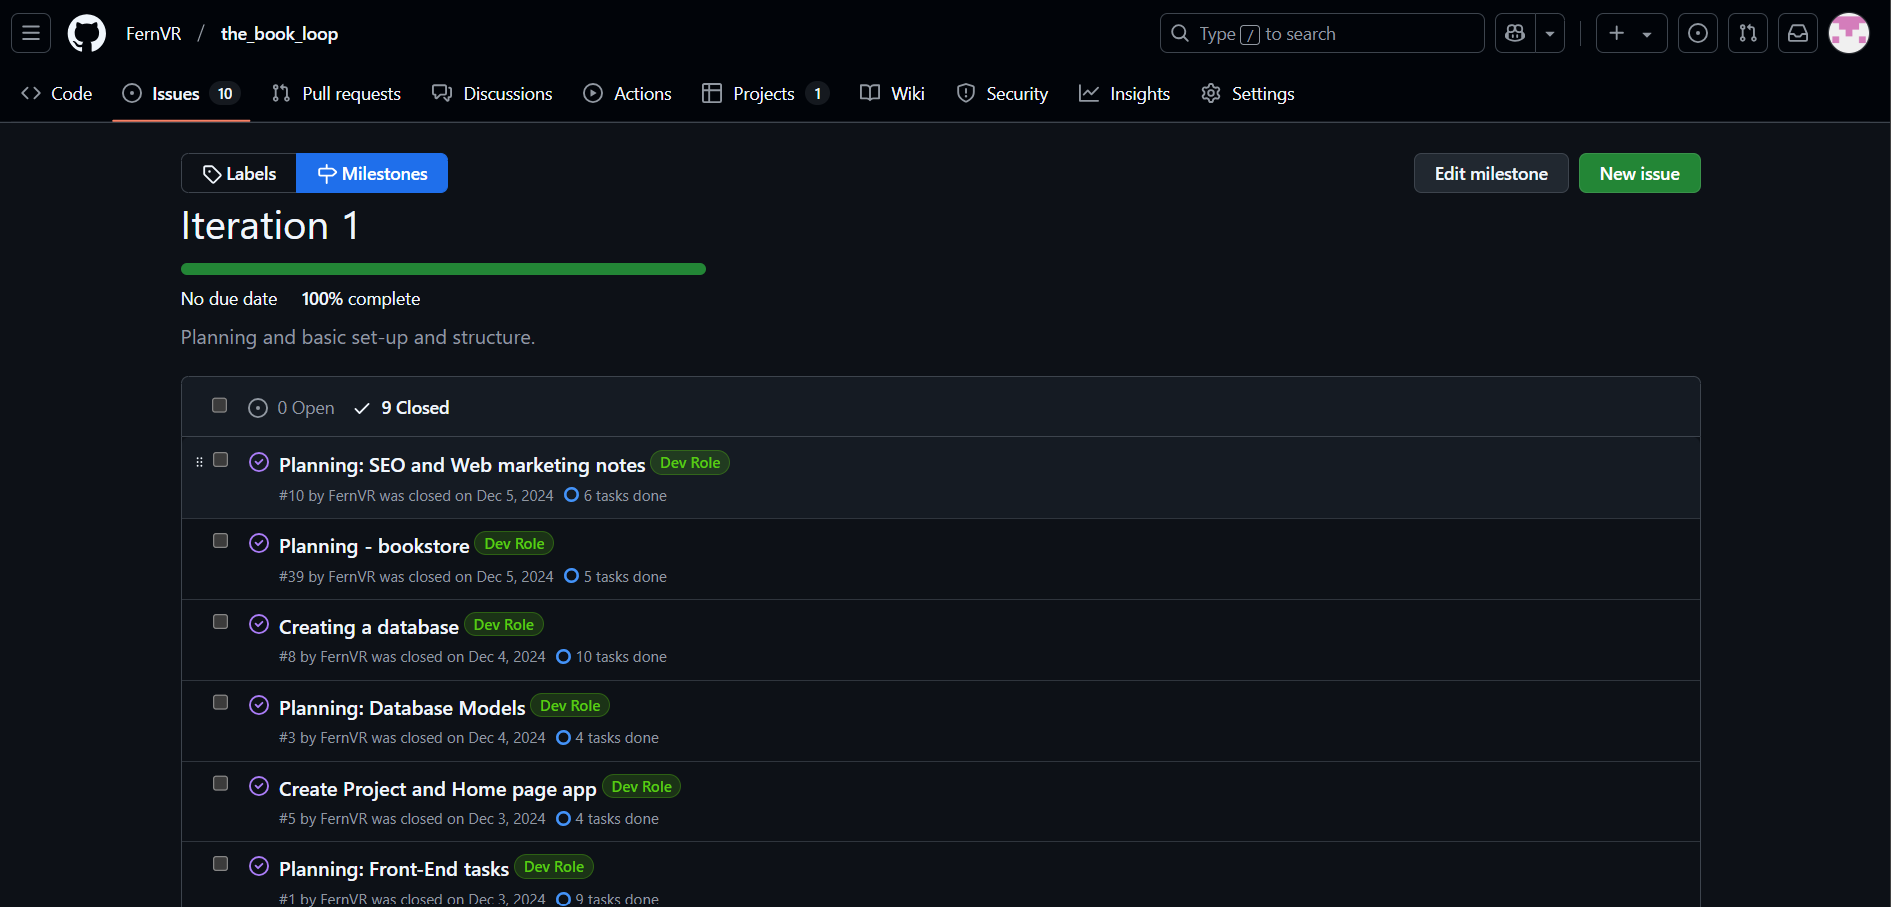 FernVR / the_book_loop
Type / to search
Code Issues 10 Pull requests Discussions Actions Projects 1 Wiki Security Insights Settings
Labels Milestones
Edit milestone New issue
Iteration 1
No due date 100% complete
Planning and basic set-up and structure.
0 Open 9 Closed
Planning: SEO and Web marketing notes Dev Role
#10 by FernVR was closed on Dec 5, 2024 6 tasks done
Planning - bookstore Dev Role
#39 by FernVR was closed on Dec 5, 2024 5 tasks done
Creating a database Dev Role
#8 by FernVR was closed on Dec 4, 2024 10 tasks done
Planning: Database Models Dev Role
#3 by FernVR was closed on Dec 4, 2024 4 tasks done
Create Project and Home page app Dev Role
#5 by FernVR was closed on Dec 3, 2024 4 tasks done
Planning: Front-End tasks Dev Role
#1 by FernVR was closed on Dec 3, 2024 9 tasks done